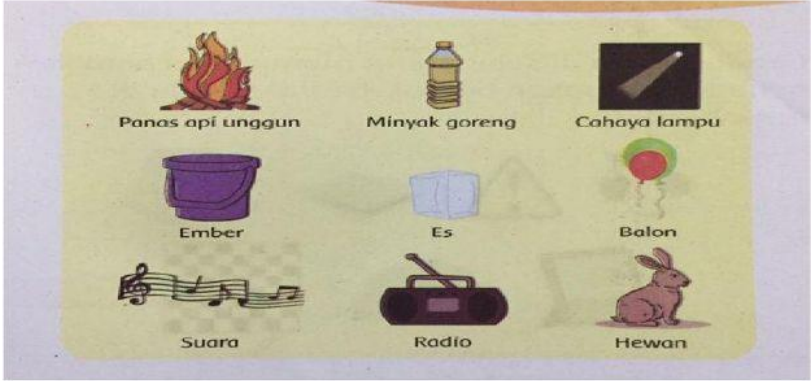 Panas api unggun
Minyak goreng
Cahaya lampu
Ember
Es
Balon
Suara
Radio
Hewan